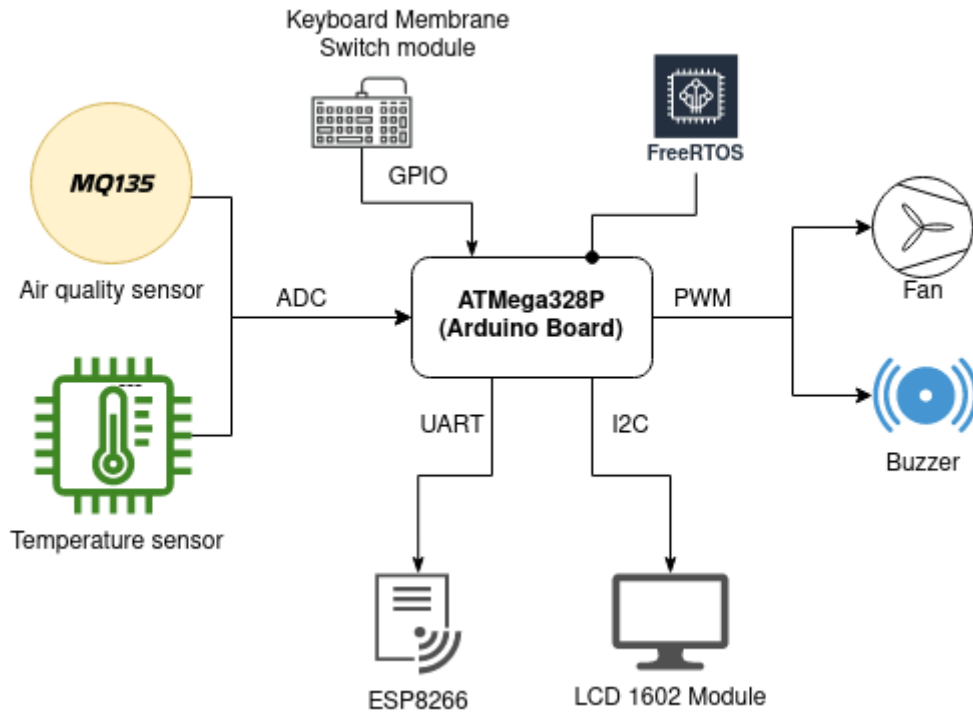 Keyboard Membrane
Switch module
MQ135
GPIO
FreeRTOS
Air quality sensor
ADC
ATMega328P
(Arduino Board)
PWM
Fan
UART
I2C
Buzzer
Temperature sensor
ESP8266
LCD 1602 Module